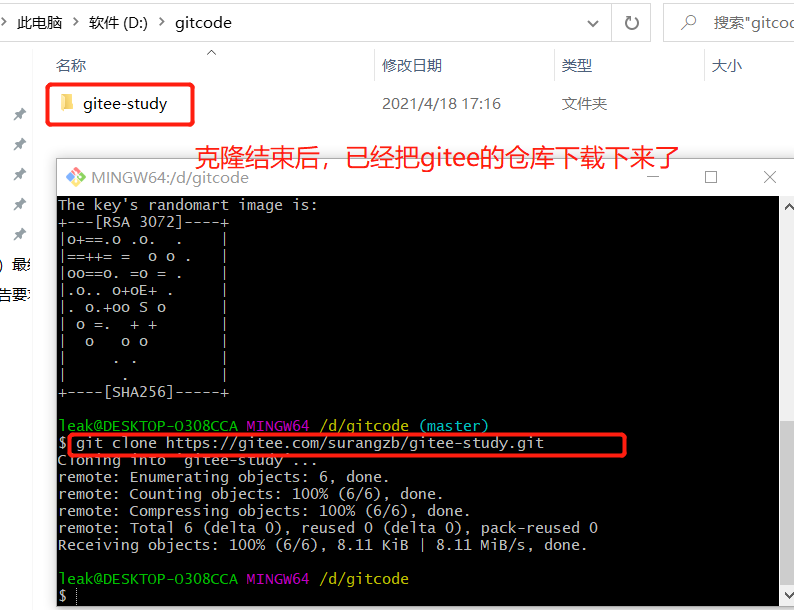 此电脑 > 软件 (D:) > gitcode
搜索"gitcod
名称 修改日期 类型 大小
gitee-study 2021/4/18 17:16 文件夹
克隆结束后，已经把gitee的仓库下载下来了
MINGW64:/d/gitcode
The key's randomart image is:
+---[RSA 3072]----+
|o+==.o .o.  .    |
|==++= =  o o .   |
|oo==o. =o = .    |
|.o.. o+oE+ .     |
|. o.+oo S o      |
| o =.  + +       |
|  o   o o        |
|     . .         |
|      .          |
+----[SHA256]-----+
) 最终
告要求
leak@DESKTOP-O308CCA MINGW64 /d/gitcode (master)
$ git clone https://gitee.com/surangzb/gitee-study.git
Cloning into 'gitee-study'...
remote: Enumerating objects: 6, done.
remote: Counting objects: 100% (6/6), done.
remote: Compressing objects: 100% (6/6), done.
remote: Total 6 (delta 0), reused 0 (delta 0), pack-reused 0
Receiving objects: 100% (6/6), 8.11 KiB | 8.11 MiB/s, done.
leak@DESKTOP-O308CCA MINGW64 /d/gitcode
$